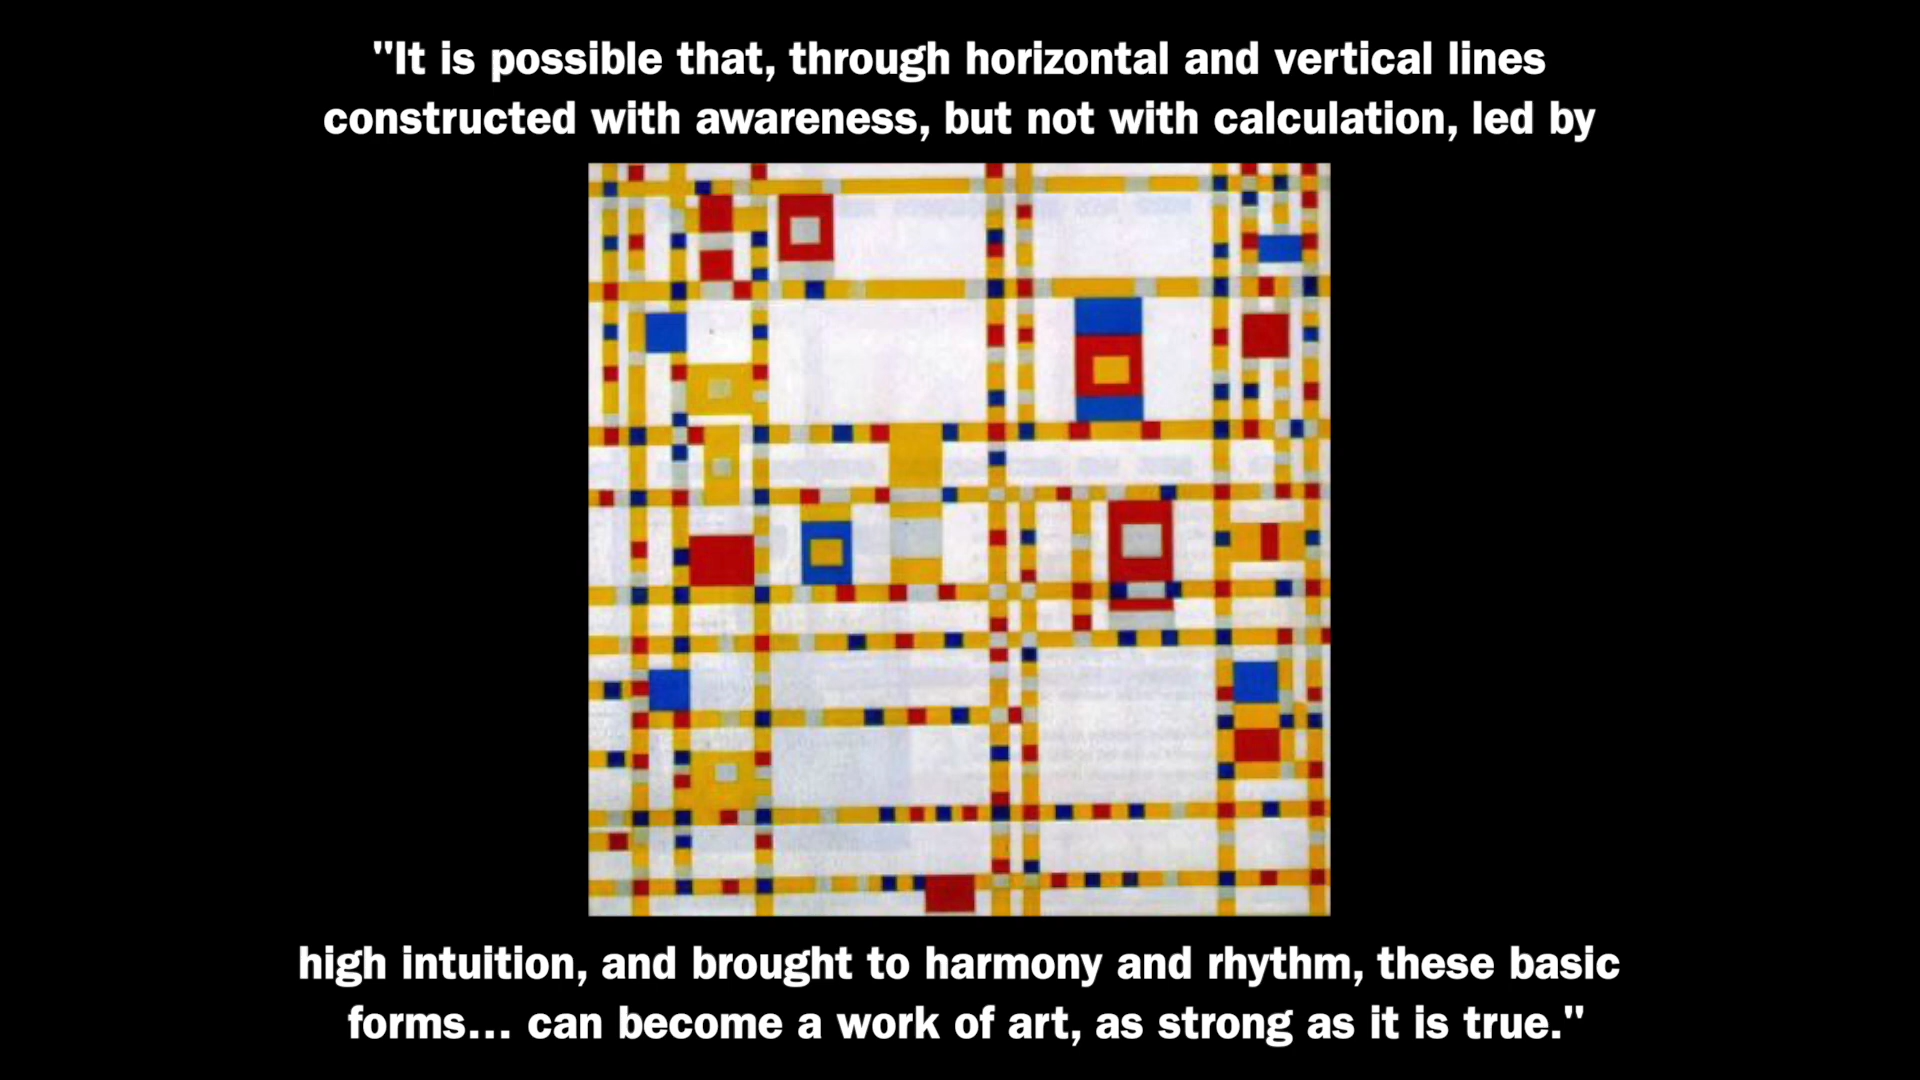 "It is possible that, through horizontal and vertical lines
constructed with awareness, but not with calculation, led by
high intuition, and brought to harmony and rhythm, these basic
forms... can become a work of art, as strong as it is true."